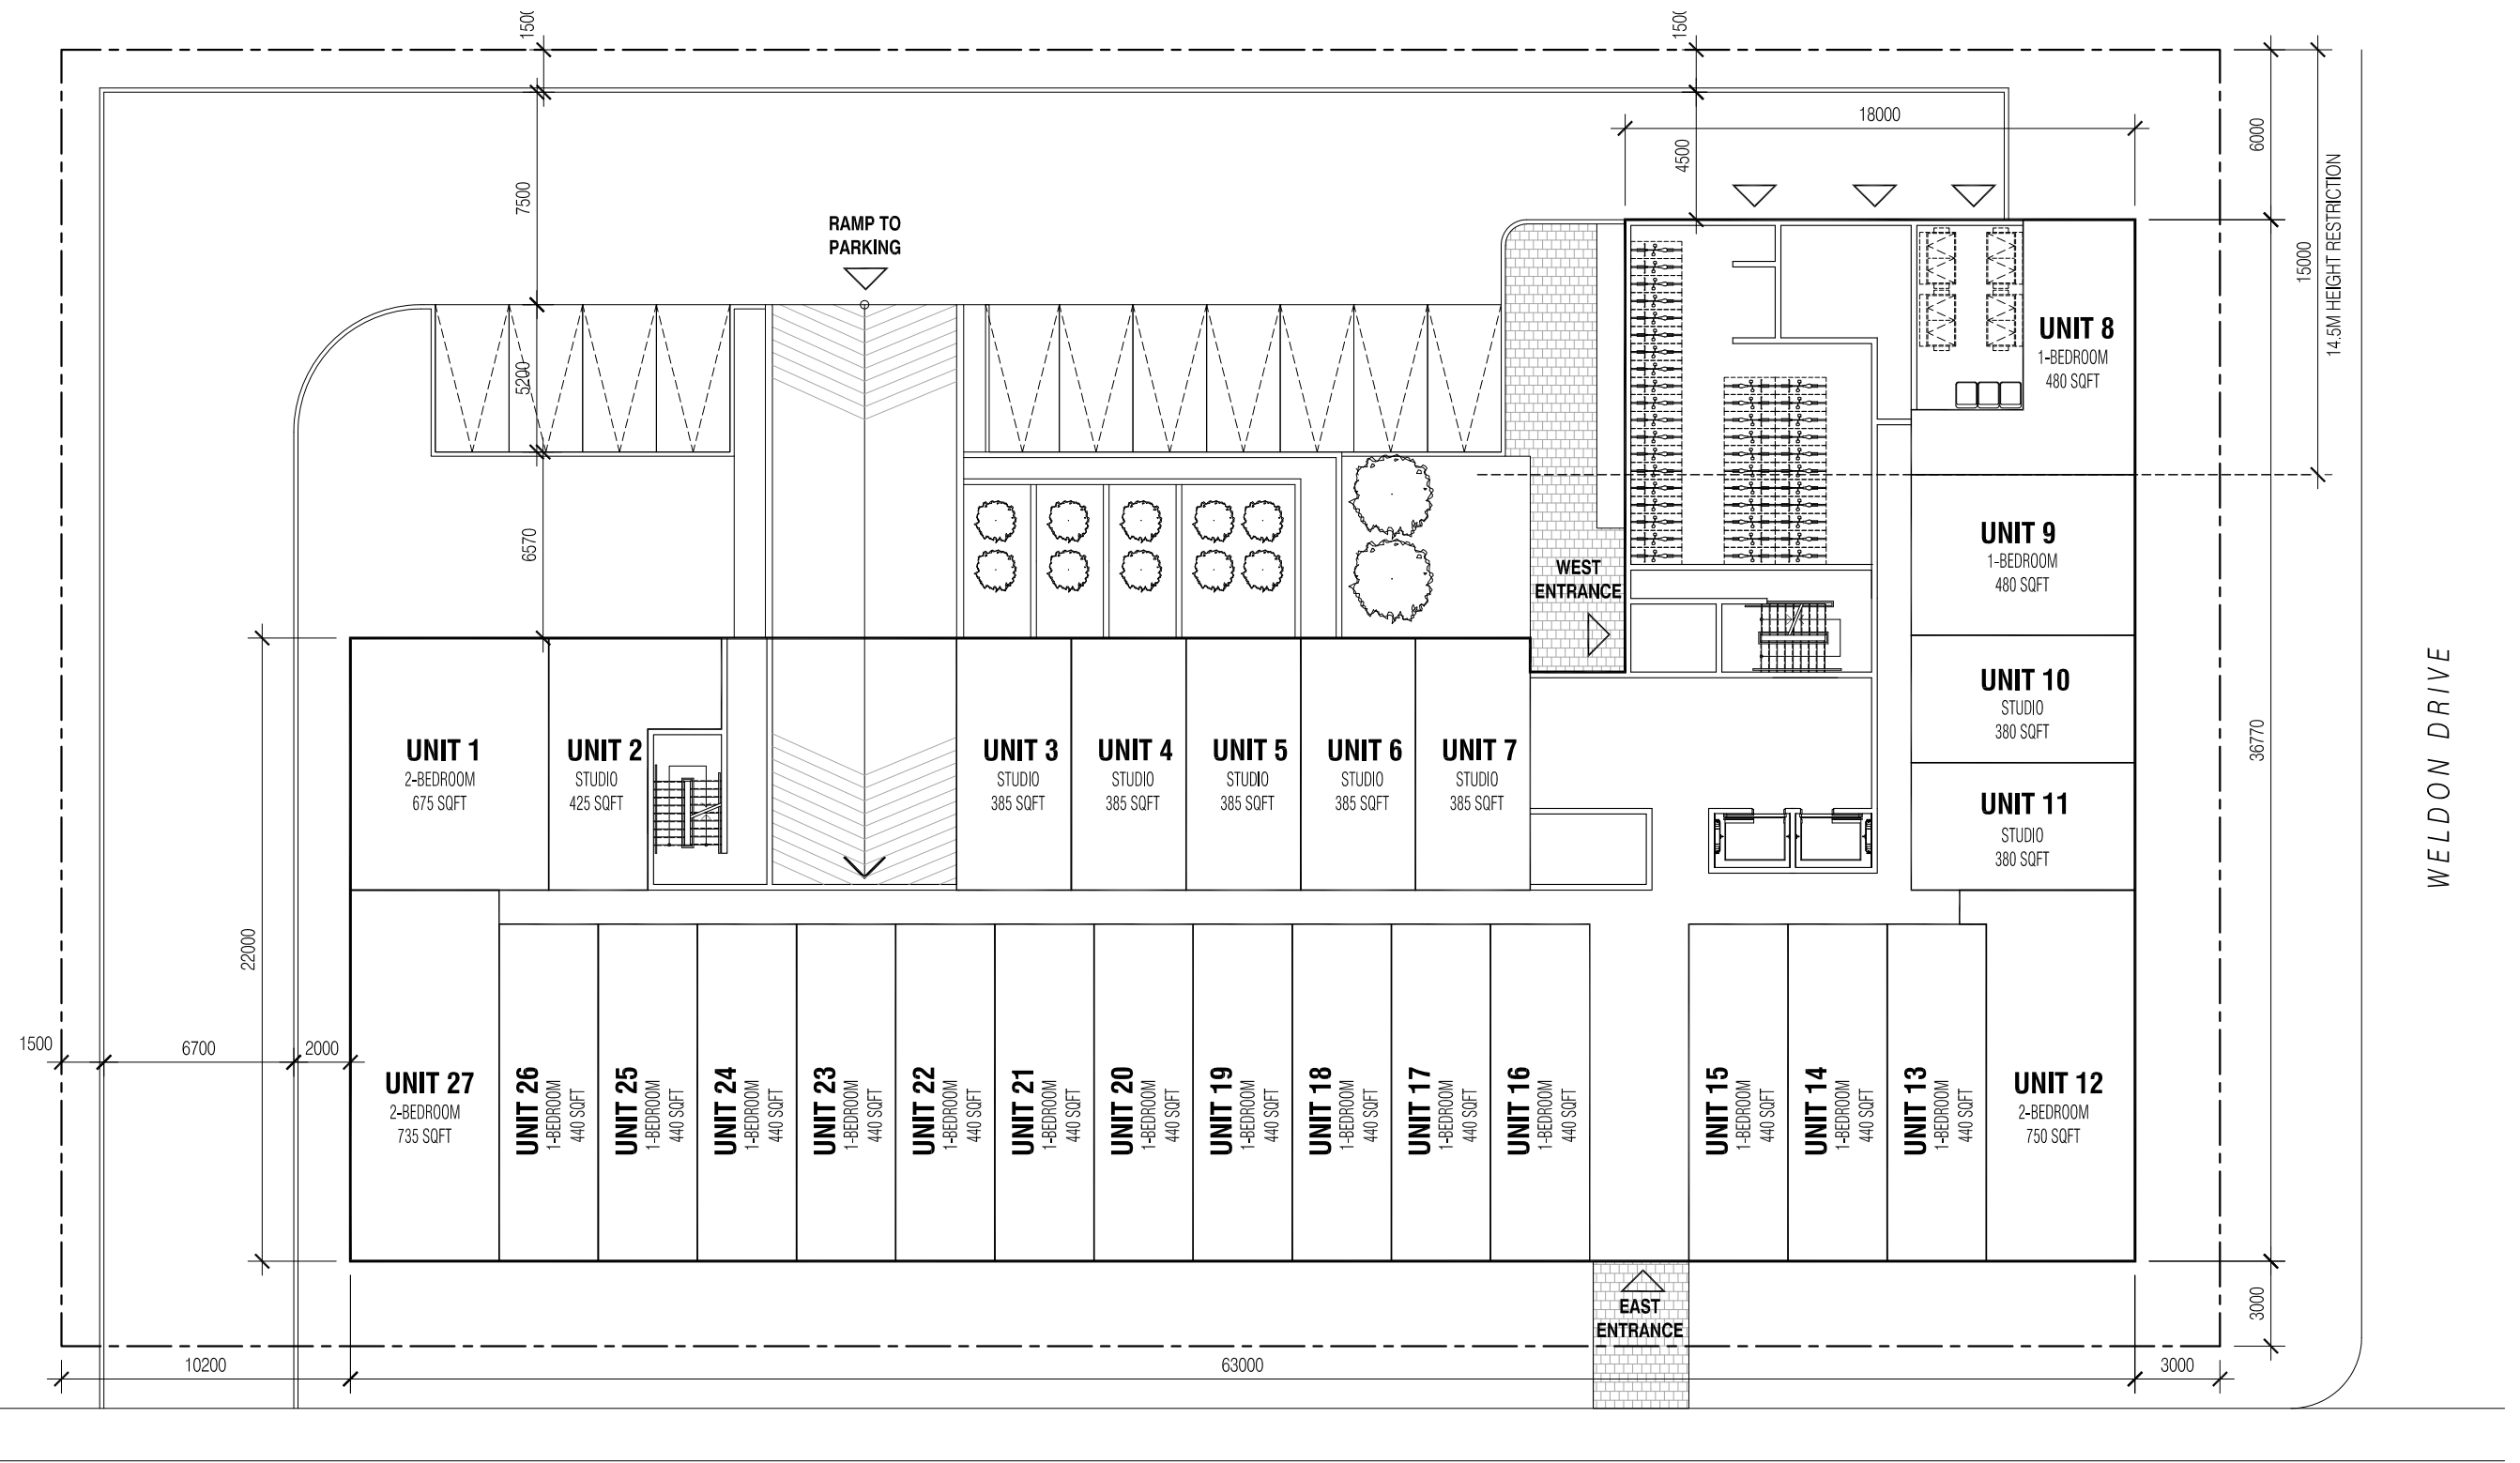 1500
1500
18000
6000
4500
7500
15000
14.5M HEIGHT RESTRICTION
RAMP TO
PARKING
5200
6570
UNIT 8
1-BEDROOM
480 SQFT
UNIT 9
1-BEDROOM
480 SQFT
WEST
ENTRANCE
UNIT 10
STUDIO
380 SQFT
UNIT 11
STUDIO
380 SQFT
36770
WELDON DRIVE
UNIT 1
2-BEDROOM
675 SQFT
UNIT 2
STUDIO
425 SQFT
UNIT 3
STUDIO
385 SQFT
UNIT 4
STUDIO
385 SQFT
UNIT 5
STUDIO
385 SQFT
UNIT 6
STUDIO
385 SQFT
UNIT 7
STUDIO
385 SQFT
22000
1500
6700
2000
UNIT 27
2-BEDROOM
735 SQFT
UNIT 26
1-BEDROOM
440 SQFT
UNIT 25
1-BEDROOM
440 SQFT
UNIT 24
1-BEDROOM
440 SQFT
UNIT 23
1-BEDROOM
440 SQFT
UNIT 22
1-BEDROOM
440 SQFT
UNIT 21
1-BEDROOM
440 SQFT
UNIT 20
1-BEDROOM
440 SQFT
UNIT 19
1-BEDROOM
440 SQFT
UNIT 18
1-BEDROOM
440 SQFT
UNIT 17
1-BEDROOM
440 SQFT
UNIT 16
1-BEDROOM
440 SQFT
UNIT 15
1-BEDROOM
440 SQFT
UNIT 14
1-BEDROOM
440 SQFT
UNIT 13
1-BEDROOM
440 SQFT
UNIT 12
2-BEDROOM
750 SQFT
EAST
ENTRANCE
3000
10200
63000
3000